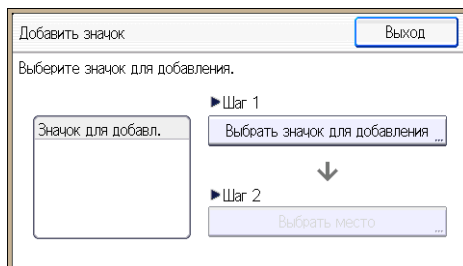 Добавить значок
Выход
Выберите значок для добавления.
Значок для добавл.
►Шаг 1
Выбрать значок для добавления ...
►Шаг 2
Выбрать место ...